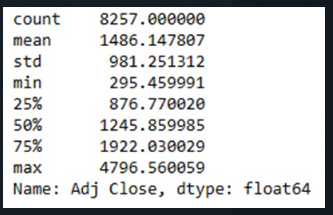 count 8257.000000
mean 1486.147807
std 981.251312
min 295.459991
25% 876.770020
50% 1245.859985
75% 1922.030029
max 4796.560059
Name: Adj Close, dtype: float64